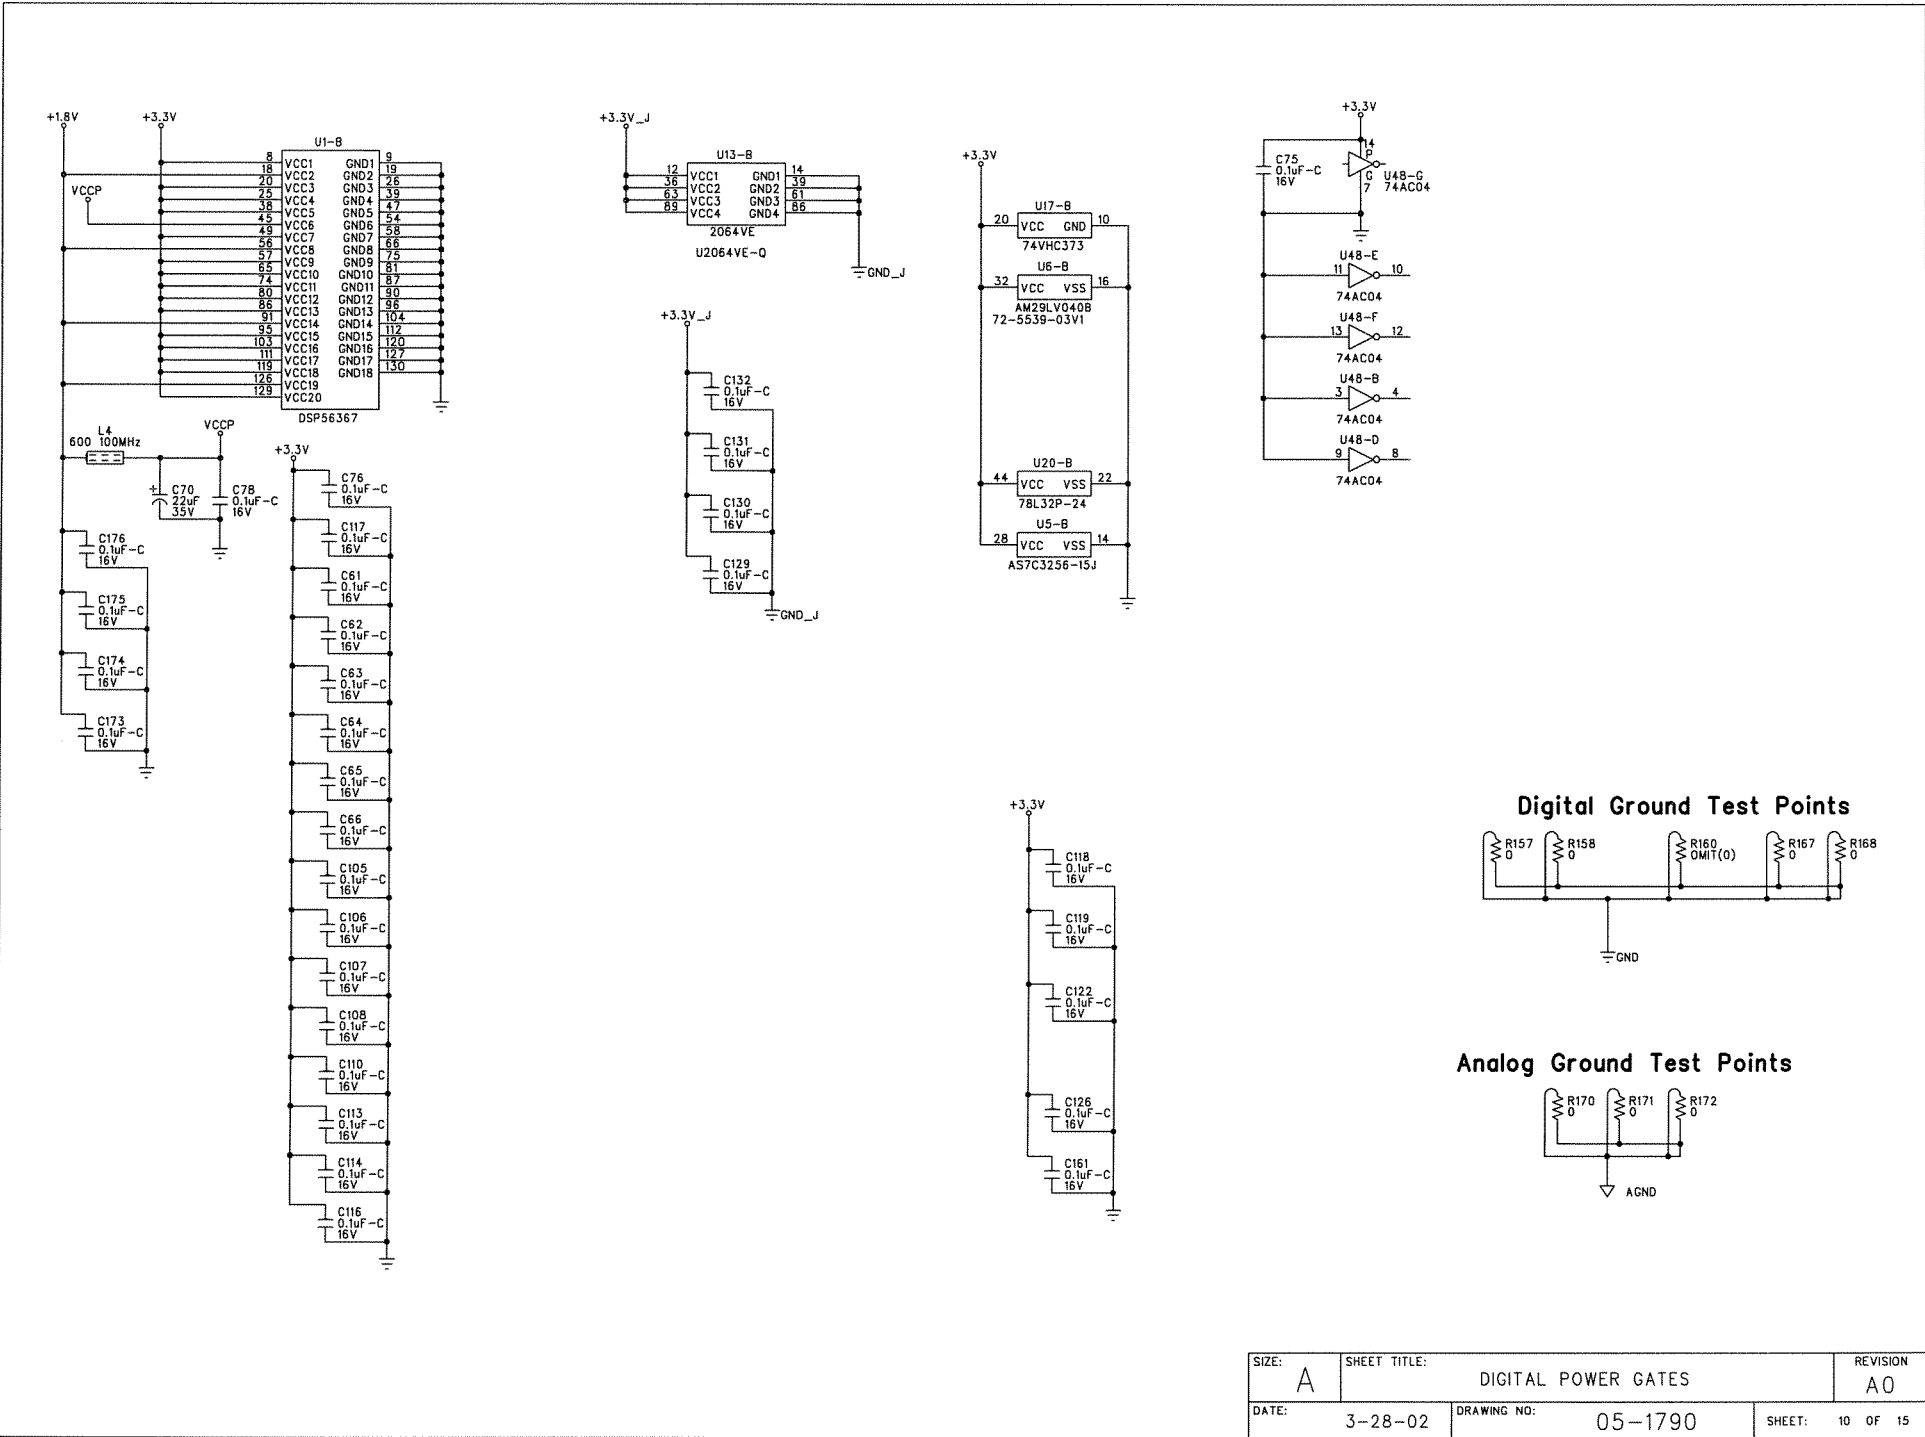 +1.8V
+3.3V
VCCP
U1-B
8 VCC1 GND1 9
18 VCC2 GND2 19
20 VCC3 GND3 26
25 VCC4 GND4 39
38 VCC5 GND5 47
45 VCC6 GND6 54
49 VCC7 GND7 58
56 VCC8 GND8 66
57 VCC9 GND9 75
65 VCC10 GND10 81
74 VCC11 GND11 87
80 VCC12 GND12 90
86 VCC13 GND13 96
91 VCC14 GND14 104
95 VCC15 GND15 112
103 VCC16 GND16 120
111 VCC17 GND17 127
119 VCC18 GND18 130
126 VCC19
129 VCC20
DSP56367
L4
600 100MHz
VCCP
+
C70
22uF
35V
C78
0.1uF-C
16V
C176
0.1uF-C
16V
C175
0.1uF-C
16V
C174
0.1uF-C
16V
C173
0.1uF-C
16V
+3.3V
C76
0.1uF-C
16V
C117
0.1uF-C
16V
C61
0.1uF-C
16V
C62
0.1uF-C
16V
C63
0.1uF-C
16V
C64
0.1uF-C
16V
C65
0.1uF-C
16V
C66
0.1uF-C
16V
C105
0.1uF-C
16V
C106
0.1uF-C
16V
C107
0.1uF-C
16V
C108
0.1uF-C
16V
C110
0.1uF-C
16V
C113
0.1uF-C
16V
C114
0.1uF-C
16V
C116
0.1uF-C
16V
+3.3V_J
U13-B
12 VCC1 GND1 14
36 VCC2 GND2 39
63 VCC3 GND3 61
89 VCC4 GND4 86
2064VE
U2064VE-Q
GND_J
+3.3V_J
C132
0.1uF-C
16V
C131
0.1uF-C
16V
C130
0.1uF-C
16V
C129
0.1uF-C
16V
GND_J
+3.3V
U17-B
20 VCC GND 10
74VHC373
U6-B
32 VCC VSS 16
AM29LV040B
72-5539-03V1
U20-B
44 VCC VSS 22
78L32P-24
U5-B
28 VCC VSS 14
AS7C3256-15J
+3.3V
C118
0.1uF-C
16V
C119
0.1uF-C
16V
C122
0.1uF-C
16V
C126
0.1uF-C
16V
C161
0.1uF-C
16V
+3.3V
C75
0.1uF-C
16V
14
P
G
7
U48-G
74AC04
U48-E
11 10
74AC04
U48-F
13 12
74AC04
U48-B
3 4
74AC04
U48-D
9 8
74AC04
Digital Ground Test Points
R157
0
R158
0
R160
OMIT(0)
R167
0
R168
0
GND
Analog Ground Test Points
R170
0
R171
0
R172
0
AGND
SIZE: A
SHEET TITLE: DIGITAL POWER GATES
REVISION A0
DATE: 3-28-02
DRAWING NO: 05-1790
SHEET: 10 OF 15